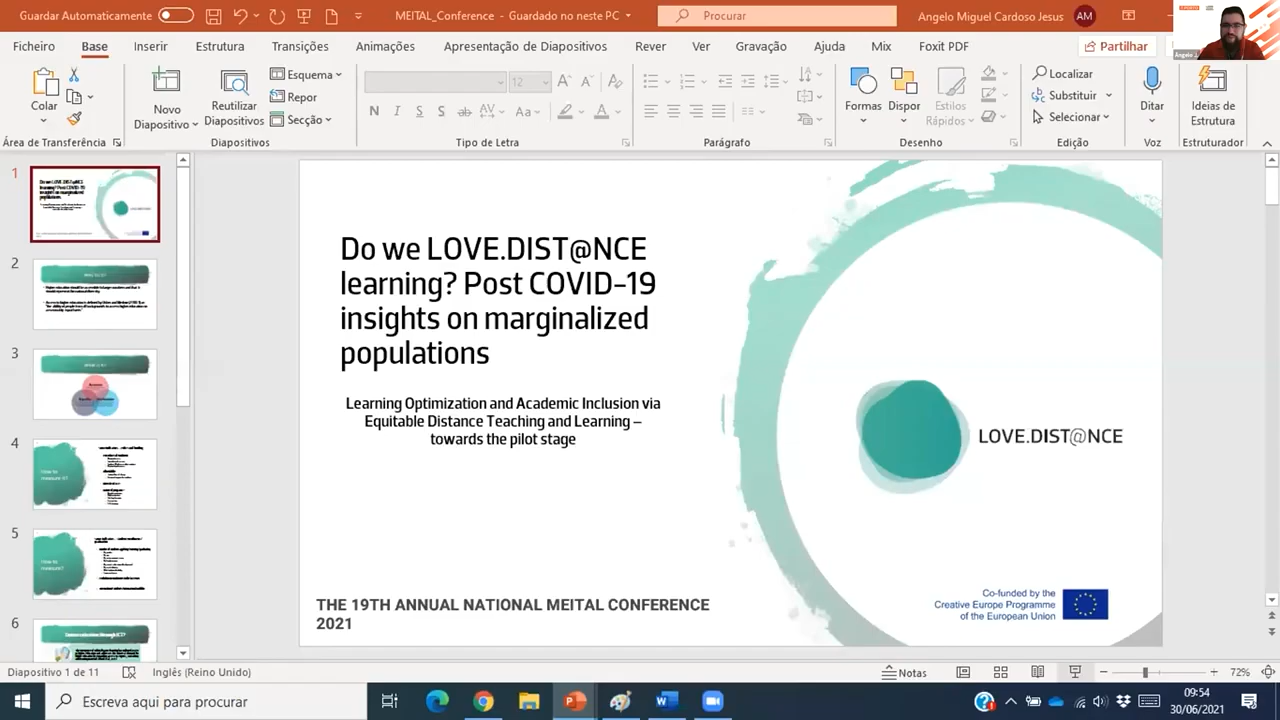 Guardar Automaticamente
MEITAL_Conference - Guardado no neste PC
Procurar
Angelo Miguel Cardoso Jesus
AM
Ficheiro
Base
Inserir
Estrutura
Transições
Animações
Apresentação de Diapositivos
Rever
Ver
Gravação
Ajuda
Mix
Foxit PDF
Partilhar
Colar
Novo
Diapositivo
Reutilizar
Diapositivos
Esquema
Repor
Secção
Formas
Dispor
Estilos
Rápidos
Localizar
Substituir
Selecionar
Ditar
Ideias de
Estrutura
Área de Transferência
Diapositivos
Tipo de Letra
Parágrafo
Desenho
Edição
Voz
Estruturador
1
2
3
4
5
6
Do we LOVE.DIST@NCE
learning? Post COVID-19
insights on marginalized
populations
Learning Optimization and Academic Inclusion via
Equitable Distance Teaching and Learning –
towards the pilot stage
LOVE.DIST@NCE
THE 19TH ANNUAL NATIONAL MEITAL CONFERENCE
2021
Co-funded by the
Creative Europe Programme
of the European Union
Diapositivo 1 de 11
Inglês (Reino Unido)
Notas
72%
Escreva aqui para procurar
09:54
30/06/2021